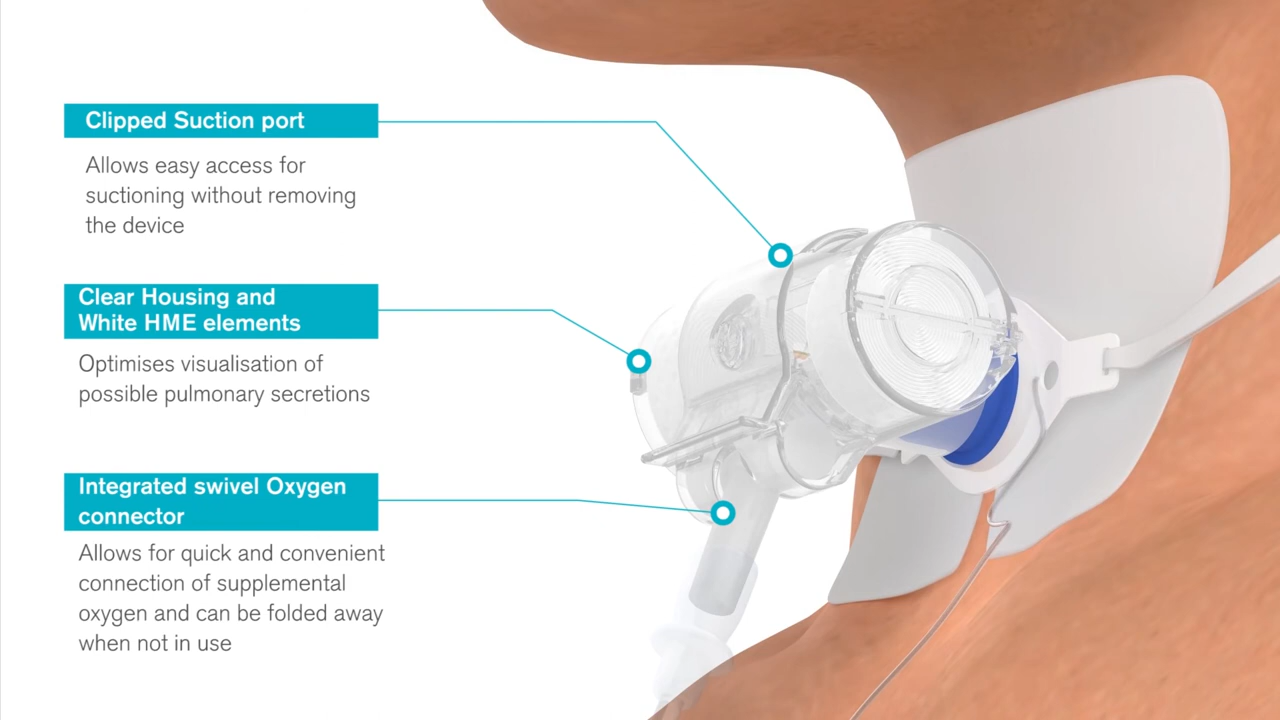 Clipped Suction port
Allows easy access for
suctioning without removing
the device
Clear Housing and
White HME elements
Optimises visualisation of
possible pulmonary secretions
Integrated swivel Oxygen
connector
Allows for quick and convenient
connection of supplemental
oxygen and can be folded away
when not in use